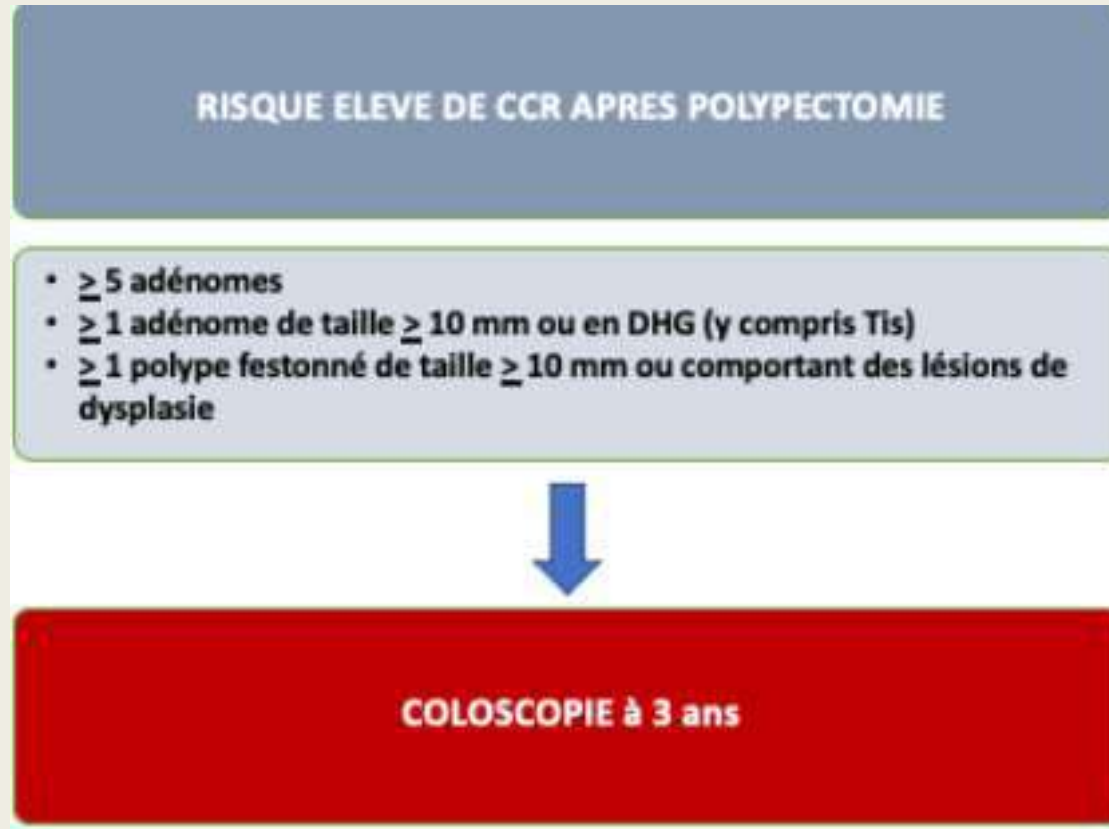 RISQUE ELEVE DE CCR APRES POLYPECTOMIE
• ≥ 5 adénomes
• ≥ 1 adénome de taille ≥ 10 mm ou en DHG (y compris Tis)
• ≥ 1 polype festonné de taille ≥ 10 mm ou comportant des lésions de
dysplasie
COLOSCOPIE à 3 ans